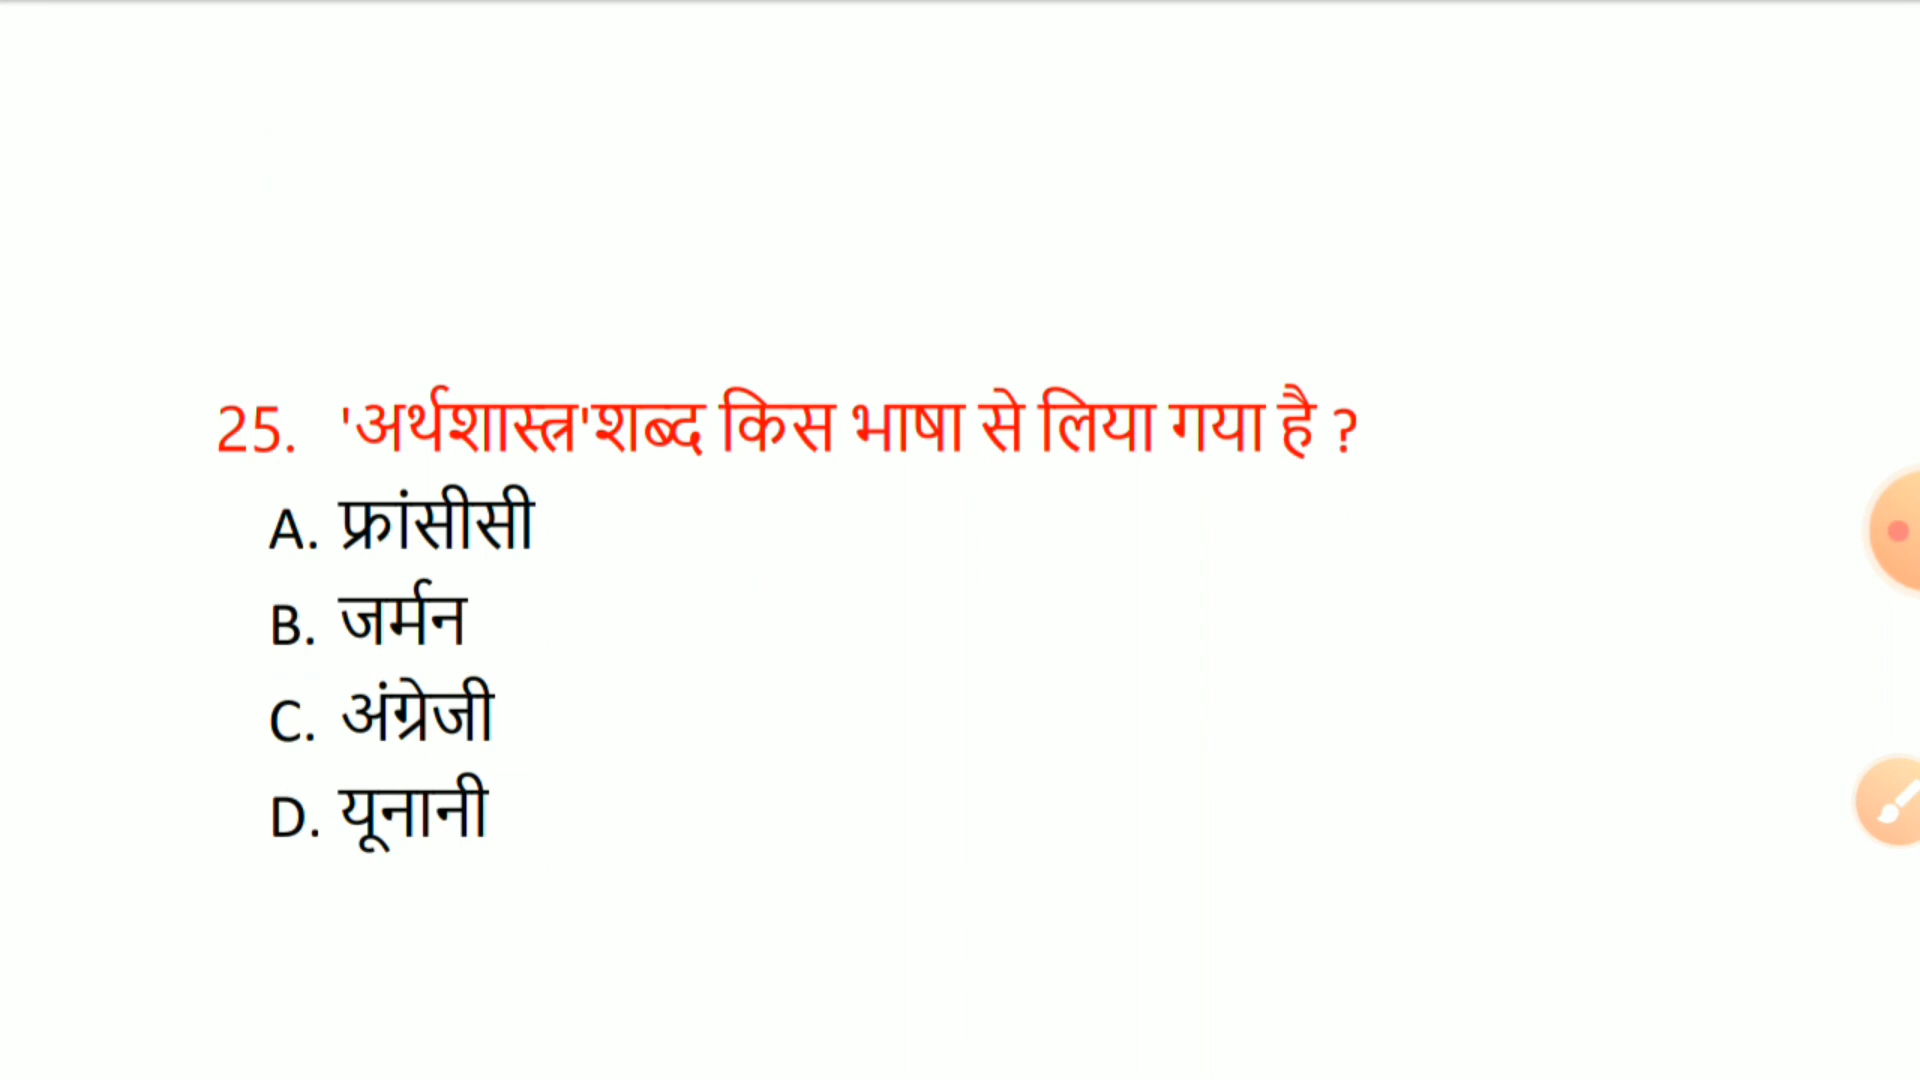 25. 'अर्थशास्त्र'शब्द किस भाषा से लिया गया है ?
A. फ्रांसीसी
B. जर्मन
C. अंग्रेजी
D. यूनानी